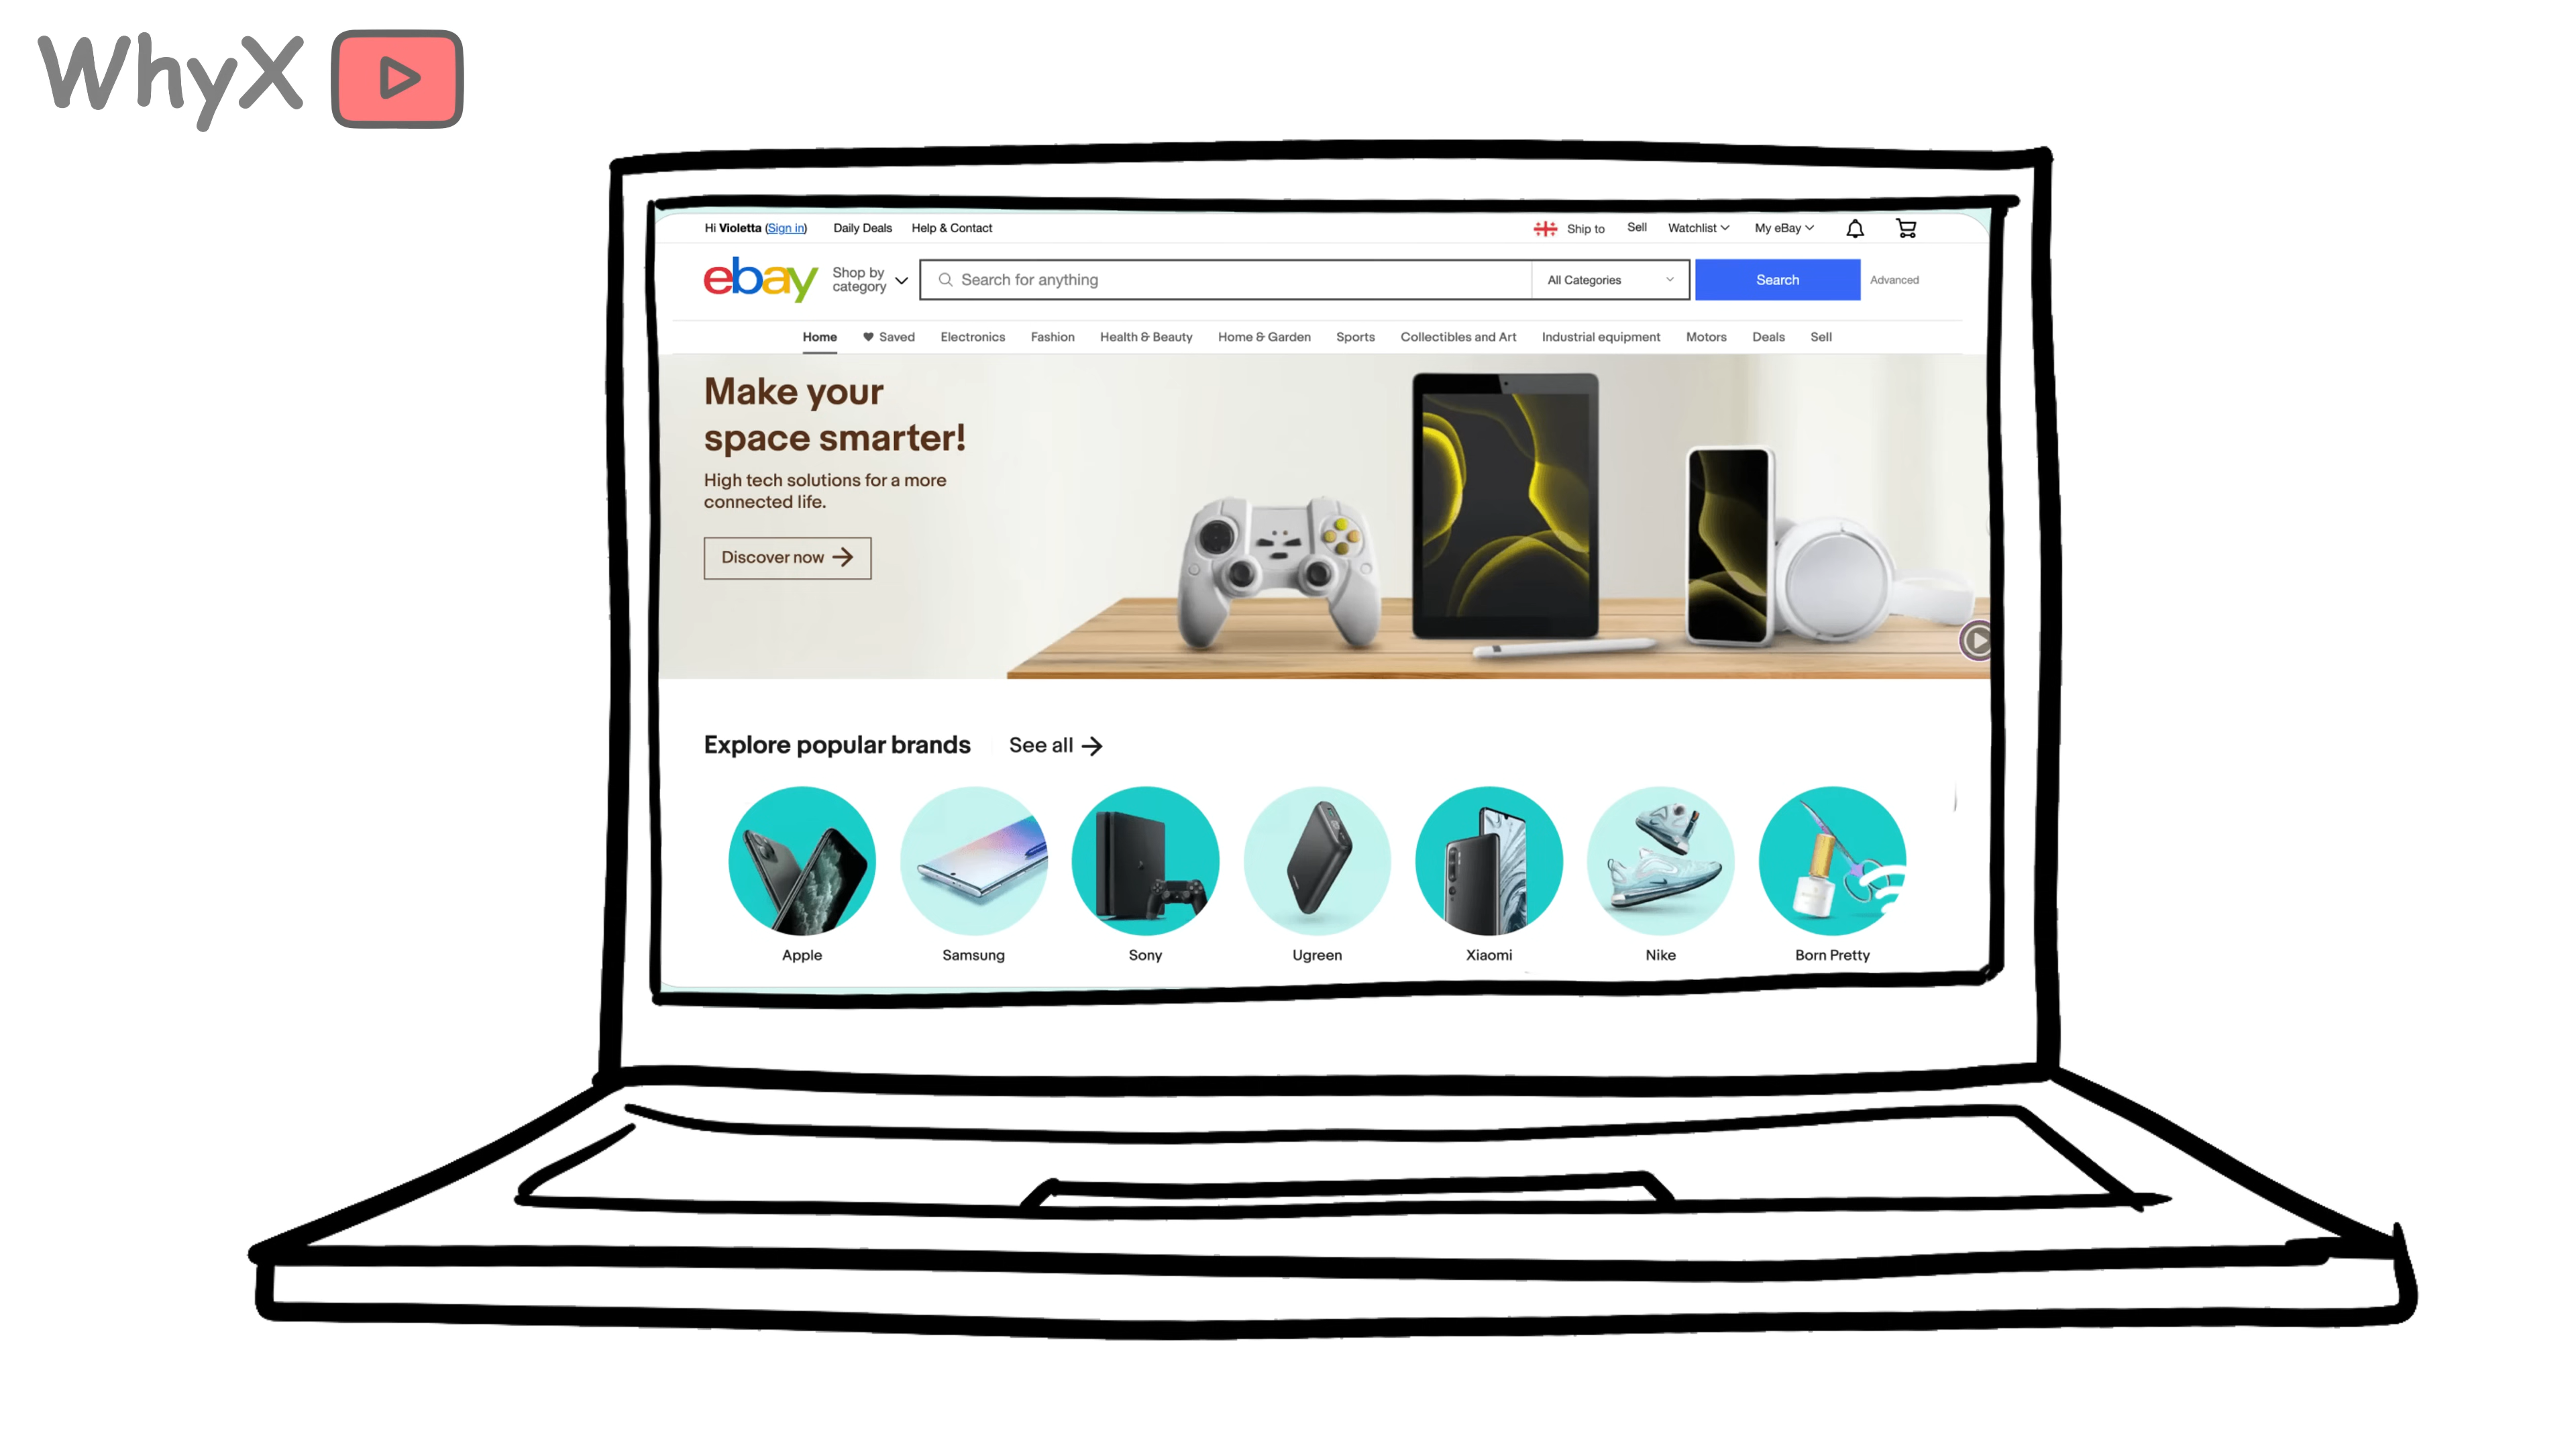 WhyX
Hi Violetta (Sign in) Daily Deals Help & Contact Ship to Sell Watchlist My eBay
ebay Shop by category Search for anything All Categories Search Advanced
Home Saved Electronics Fashion Health & Beauty Home & Garden Sports Collectibles and Art Industrial equipment Motors Deals Sell
Make your
space smarter!
High tech solutions for a more
connected life.
Discover now
Explore popular brands See all
Apple Samsung Sony Ugreen Xiaomi Nike Born Pretty